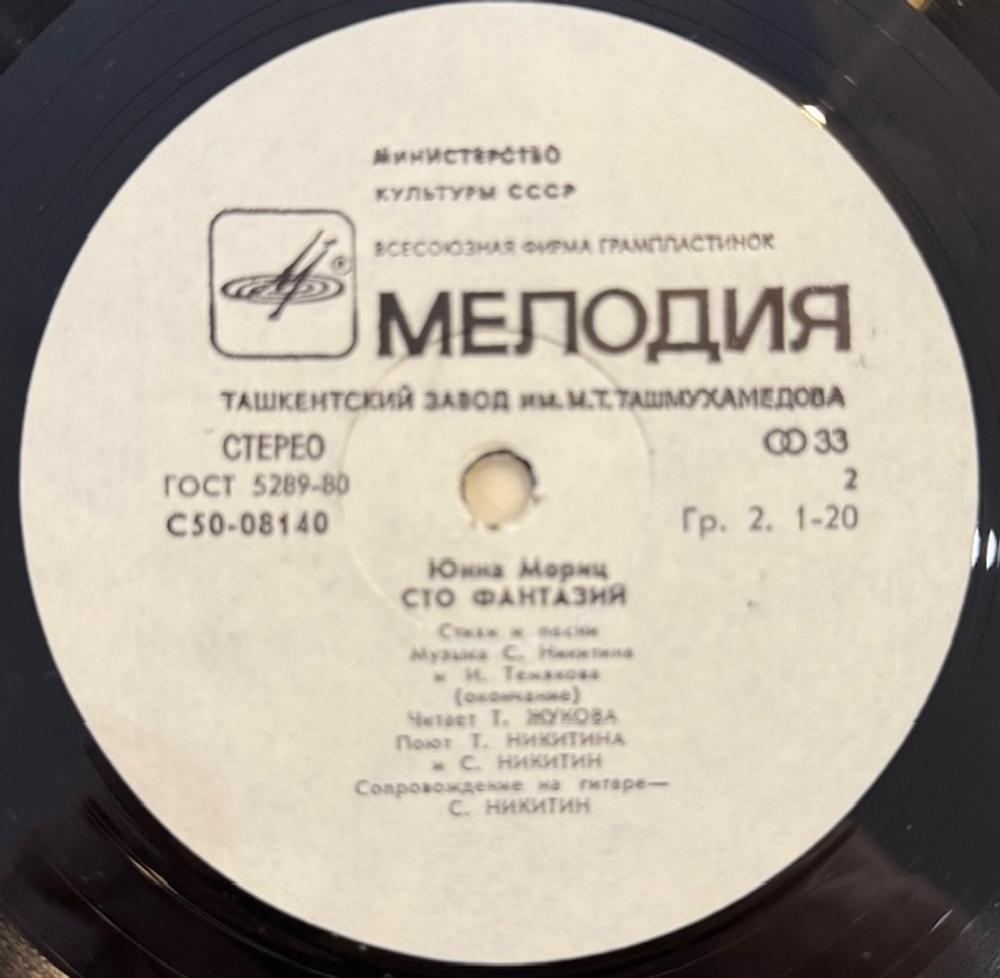 МИНИСТЕРСТВО
КУЛЬТУРЫ СССР
ВСЕСОЮЗНАЯ ФИРМА ГРАМПЛАСТИНОК
®
МЕЛОДИЯ
ТАШКЕНТСКИЙ ЗАВОД ИМ. М.Т. ТАШМУХАМЕДОВА
СТЕРЕО
33
ГОСТ 5289-80
2
С50-08140
Гр. 2. 1-20
Юнна Мориц
СТО ФАНТАЗИЙ
Стихи и песни
Музыка С. Никитина
и И. Темякова
(окончание)
Читает Т. ЖУКОВА
Поют Т. НИКИТИНА
и С. НИКИТИН
Сопровождение на гитаре—
С. НИКИТИН